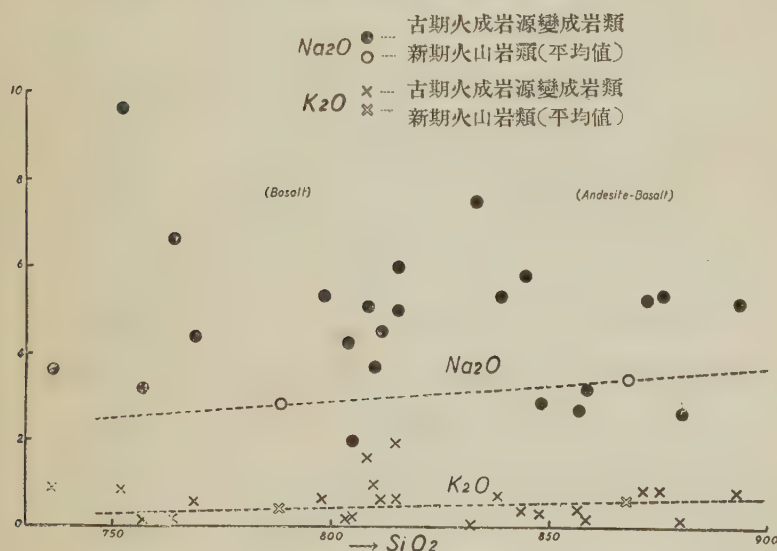 古期火成岩源變成岩類
Na2O ● ---- 
○ ---- 新期火山岩類(平均值)
K2O × ---- 古期火成岩源變成岩類
新期火山岩類(平均值)
10
8
(Basalt)
(Andesite-Basalt)
6
4
Na2O
2
K2O
0
750
800
850
900
→ SiO2